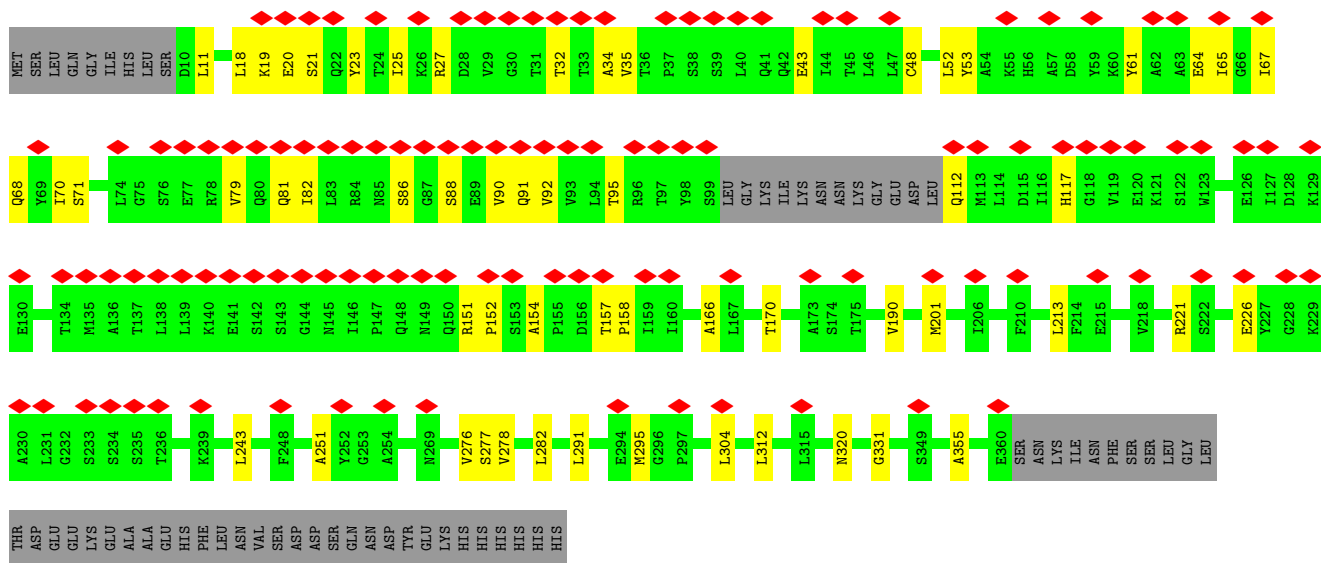 MET SER LEU GLN GLY ILE HIS LEU SER D10 L11 L18 K19 E20 S21 Q22 Y23 T24 I25 K26 R27 D28 V29 G30 T31 T32 T33 A34 V35 T36 P37 S38 S39 L40 Q41 Q42 E43 I44 T45 L46 L47 C48 L52 Y53 A54 K55 H56 A57 D58 Y59 K60 Y61 A62 A63 E64 I65 G66 I67
Q68 Y69 I70 S71 L74 G75 S76 E77 R78 V79 Q80 Q81 I82 L83 R84 N85 S86 G87 S88 E89 V90 Q91 V92 V93 L94 T95 R96 T97 Y98 S99 LEU GLY LYS ILE LYS ASN ASN LYS GLY GLU ASP LEU Q112 M113 L114 D115 I116 H117 G118 V119 E120 K121 S122 W123 E126 I127 D128 K129
E130 T134 M135 A136 T137 L138 L139 K140 E141 S142 S143 G144 N145 I146 P147 Q148 N149 Q150 R151 P152 S153 A154 P155 D156 T157 P158 I159 I160 A166 L167 T170 A173 S174 T175 V190 M201 I206 F210 L213 F214 E215 V218 R221 S222 E226 Y227 G228 K229
A230 L231 G232 S233 S234 S235 T236 K239 L243 F248 A251 Y252 G253 A254 N269 V276 S277 V278 L282 L291 E294 M295 G296 P297 L304 L312 L315 N320 G331 S349 A355 E360 SER ASN LYS ILE ASN PHE SER SER LEU GLY LEU
THR ASP GLU GLU LYS GLU ALA ALA GLU HIS PHE LEU ASN VAL SER ASP ASP SER GLN ASN ASP TYR GLU LYS HIS HIS HIS HIS HIS HIS